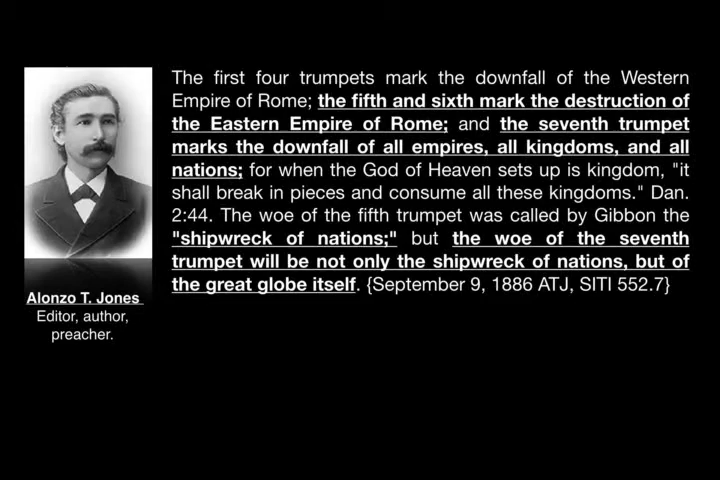 The first four trumpets mark the downfall of the Western
Empire of Rome; the fifth and sixth mark the destruction of
the Eastern Empire of Rome; and the seventh trumpet
marks the downfall of all empires, all kingdoms, and all
nations; for when the God of Heaven sets up is kingdom, "it
shall break in pieces and consume all these kingdoms." Dan.
2:44. The woe of the fifth trumpet was called by Gibbon the
"shipwreck of nations;" but the woe of the seventh
trumpet will be not only the shipwreck of nations, but of
the great globe itself. {September 9, 1886 ATJ, SITI 552.7}
Alonzo T. Jones
Editor, author,
preacher.